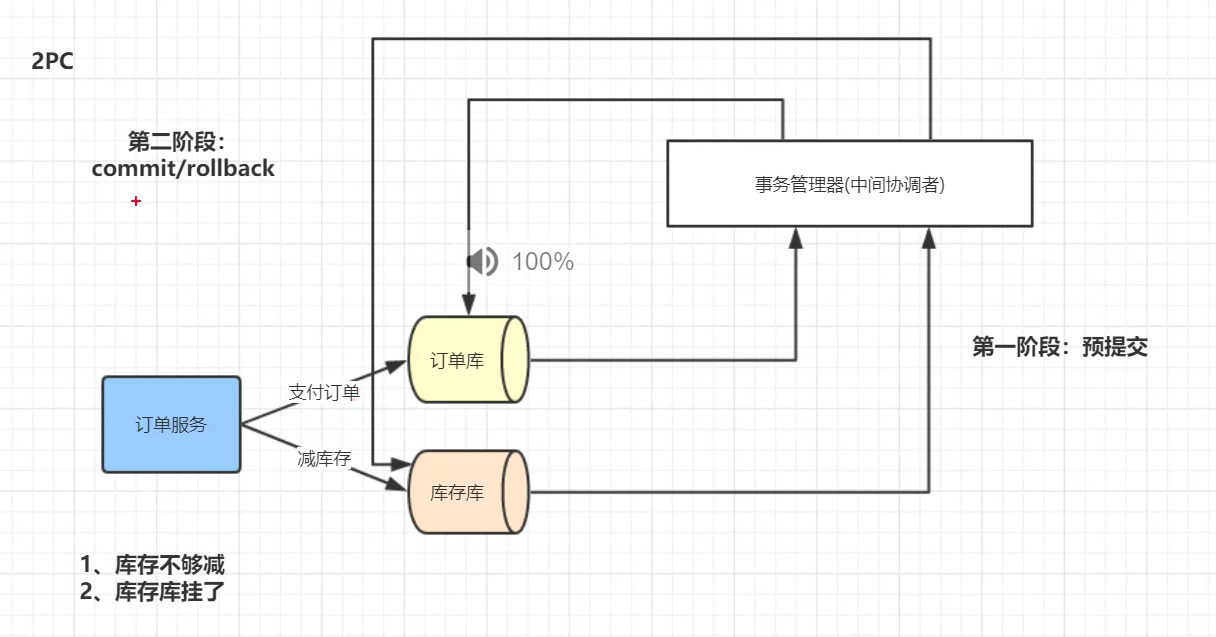 2PC
第二阶段：
commit/rollback
事务管理器(中间协调者)
100%
第一阶段：预提交
订单库
支付订单
订单服务
减库存
库存库
1、库存不够减
2、库存库挂了